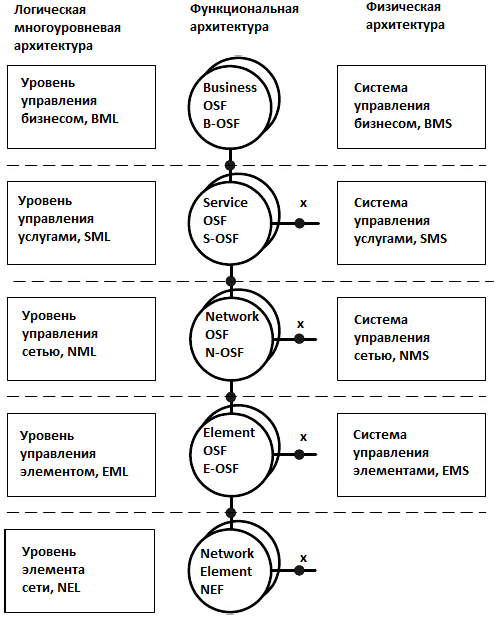 Логическая
многоуровневая
архитектура
Функциональная
архитектура
Физическая
архитектура
Уровень
управления
бизнесом, BML
Business
OSF
B-OSF
Система
управления
бизнесом, BMS
Уровень
управления
услугами, SML
Service
OSF
S-OSF
x
Система
управления
услугами, SMS
Уровень
управления
сетью, NML
Network
OSF
N-OSF
x
Система
управления
сетью, NMS
Уровень
управления
элементом, EML
Element
OSF
E-OSF
x
Система
управления
элементами, EMS
Уровень
элемента
сети, NEL
Network
Element
NEF
x